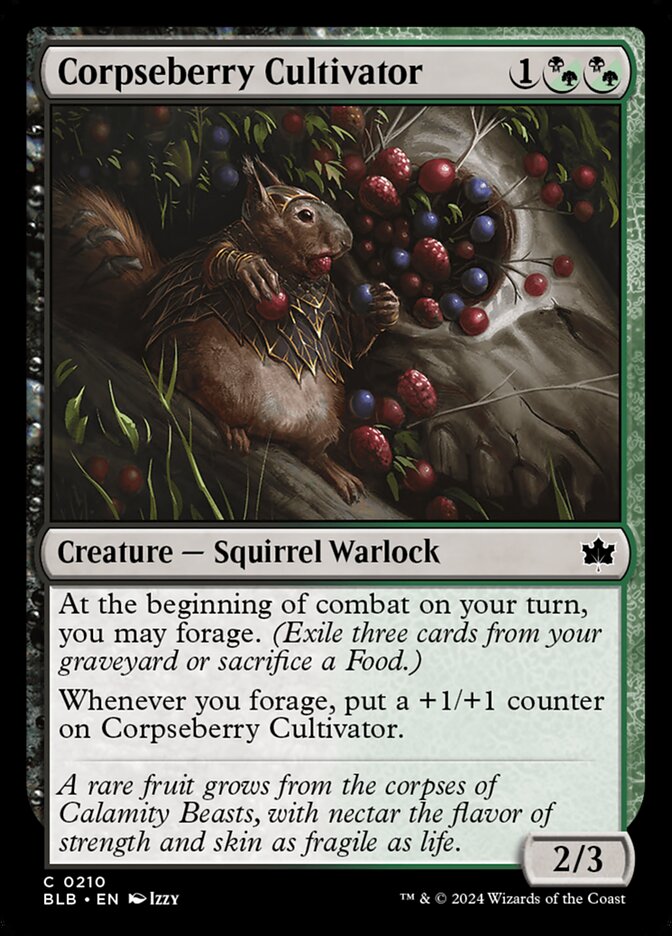 Corpseberry Cultivator 1
Creature — Squirrel Warlock
At the beginning of combat on your turn,
you may forage. (Exile three cards from your
graveyard or sacrifice a Food.)
Whenever you forage, put a +1/+1 counter
on Corpseberry Cultivator.
A rare fruit grows from the corpses of
Calamity Beasts, with nectar the flavor of
strength and skin as fragile as life.
2/3
C 0210
BLB • EN Izzy
™ & © 2024 Wizards of the Coast